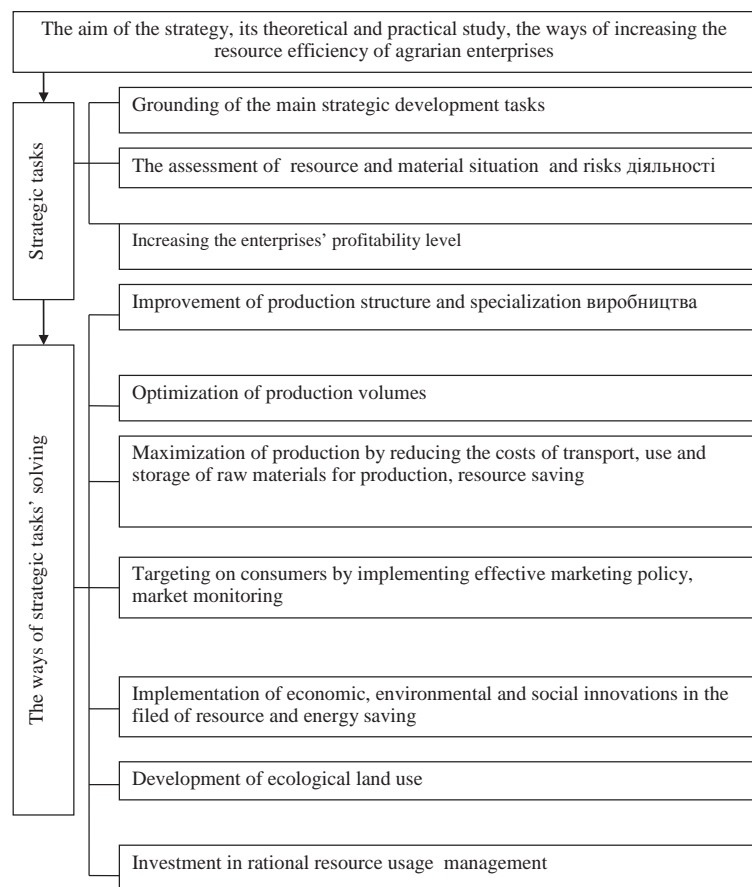 The aim of the strategy, its theoretical and practical study, the ways of increasing the
resource efficiency of agrarian enterprises
Strategic tasks
Grounding of the main strategic development tasks
The assessment of resource and material situation and risks діяльності
Increasing the enterprises’ profitability level
The ways of strategic tasks’ solving
Improvement of production structure and specialization виробництва
Optimization of production volumes
Maximization of production by reducing the costs of transport, use and
storage of raw materials for production, resource saving
Targeting on consumers by implementing effective marketing policy,
market monitoring
Implementation of economic, environmental and social innovations in the
filed of resource and energy saving
Development of ecological land use
Investment in rational resource usage management